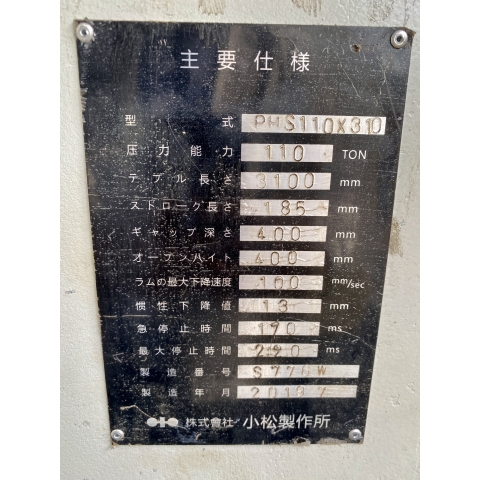 主要仕様
型式 PHS110X310
圧力能力 110 TON
テーブル長さ 3100 mm
ストローク長さ 185 mm
ギャップ深さ 400 mm
オープンハイト 400 mm
ラムの最大下降速度 100 mm/sec
惰性下降値 13 mm
急停止時間 190 ms
最大停止時間 220 ms
製造番号
製造年月
株式會社 小松製作所